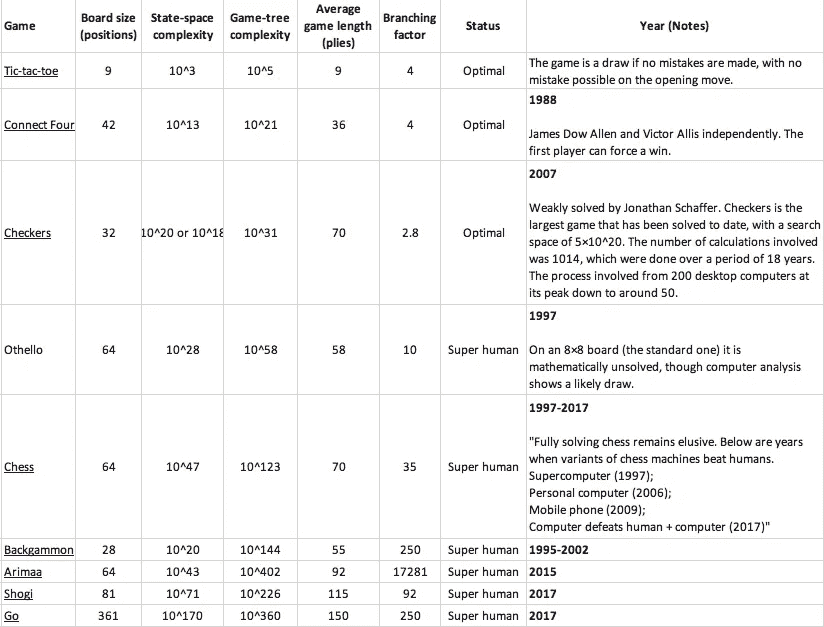 Game Board size (positions) State-space complexity Game-tree complexity Average game length (plies) Branching factor Status Year (Notes)
Tic-tac-toe 9 10^3 10^5 9 4 Optimal The game is a draw if no mistakes are made, with no
mistake possible on the opening move.
Connect Four 42 10^13 10^21 36 4 Optimal 1988
James Dow Allen and Victor Allis independently. The
first player can force a win.
Checkers 32 10^20 or 10^18 10^31 70 2.8 Optimal 2007
Weakly solved by Jonathan Schaffer. Checkers is the
largest game that has been solved to date, with a search
space of 5×10^20. The number of calculations involved
was 1014, which were done over a period of 18 years.
The process involved from 200 desktop computers at
its peak down to around 50.
Othello 64 10^28 10^58 58 10 Super human 1997
On an 8×8 board (the standard one) it is
mathematically unsolved, though computer analysis
shows a likely draw.
Chess 64 10^47 10^123 70 35 Super human 1997-2017
"Fully solving chess remains elusive. Below are years
when variants of chess machines beat humans.
Supercomputer (1997);
Personal computer (2006);
Mobile phone (2009);
Computer defeats human + computer (2017)"
Backgammon 28 10^20 10^144 55 250 Super human 1995-2002
Arimaa 64 10^43 10^402 92 17281 Super human 2015
Shogi 81 10^71 10^226 115 92 Super human 2017
Go 361 10^170 10^360 150 250 Super human 2017